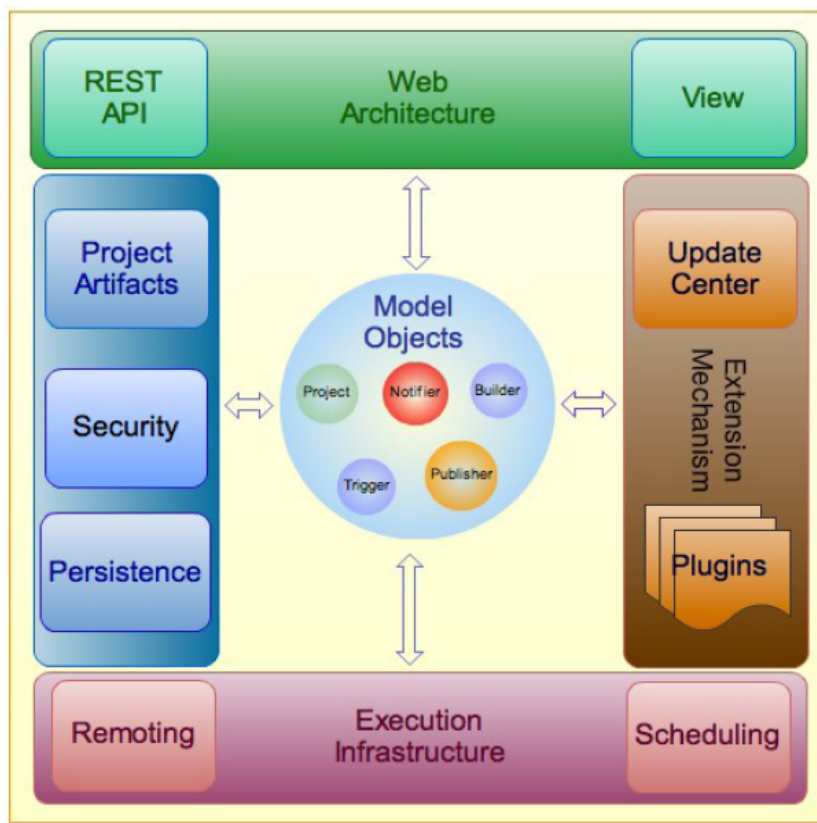 REST
API
Web
Architecture
View
Project
Artifacts
Security
Persistence
Model
Objects
Project
Notifier
Builder
Trigger
Publisher
Update
Center
Extension
Mechanism
Plugins
Remoting
Execution
Infrastructure
Scheduling